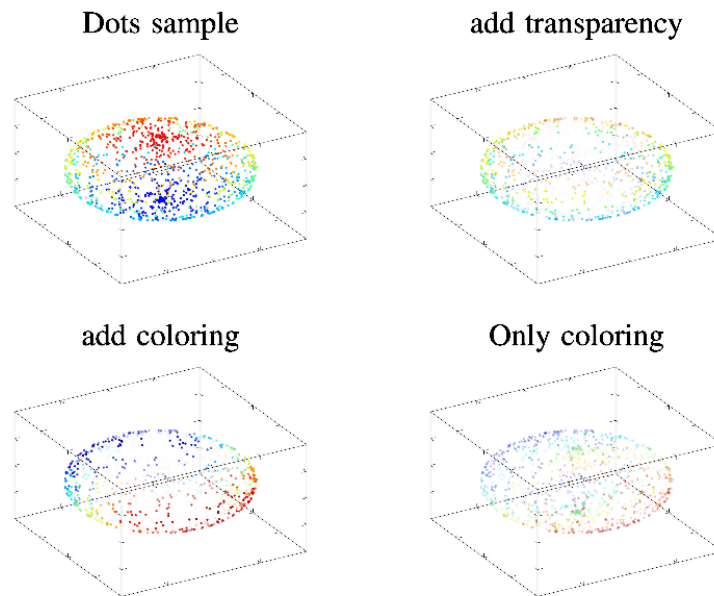 Dots sample
add transparency
add coloring
Only coloring